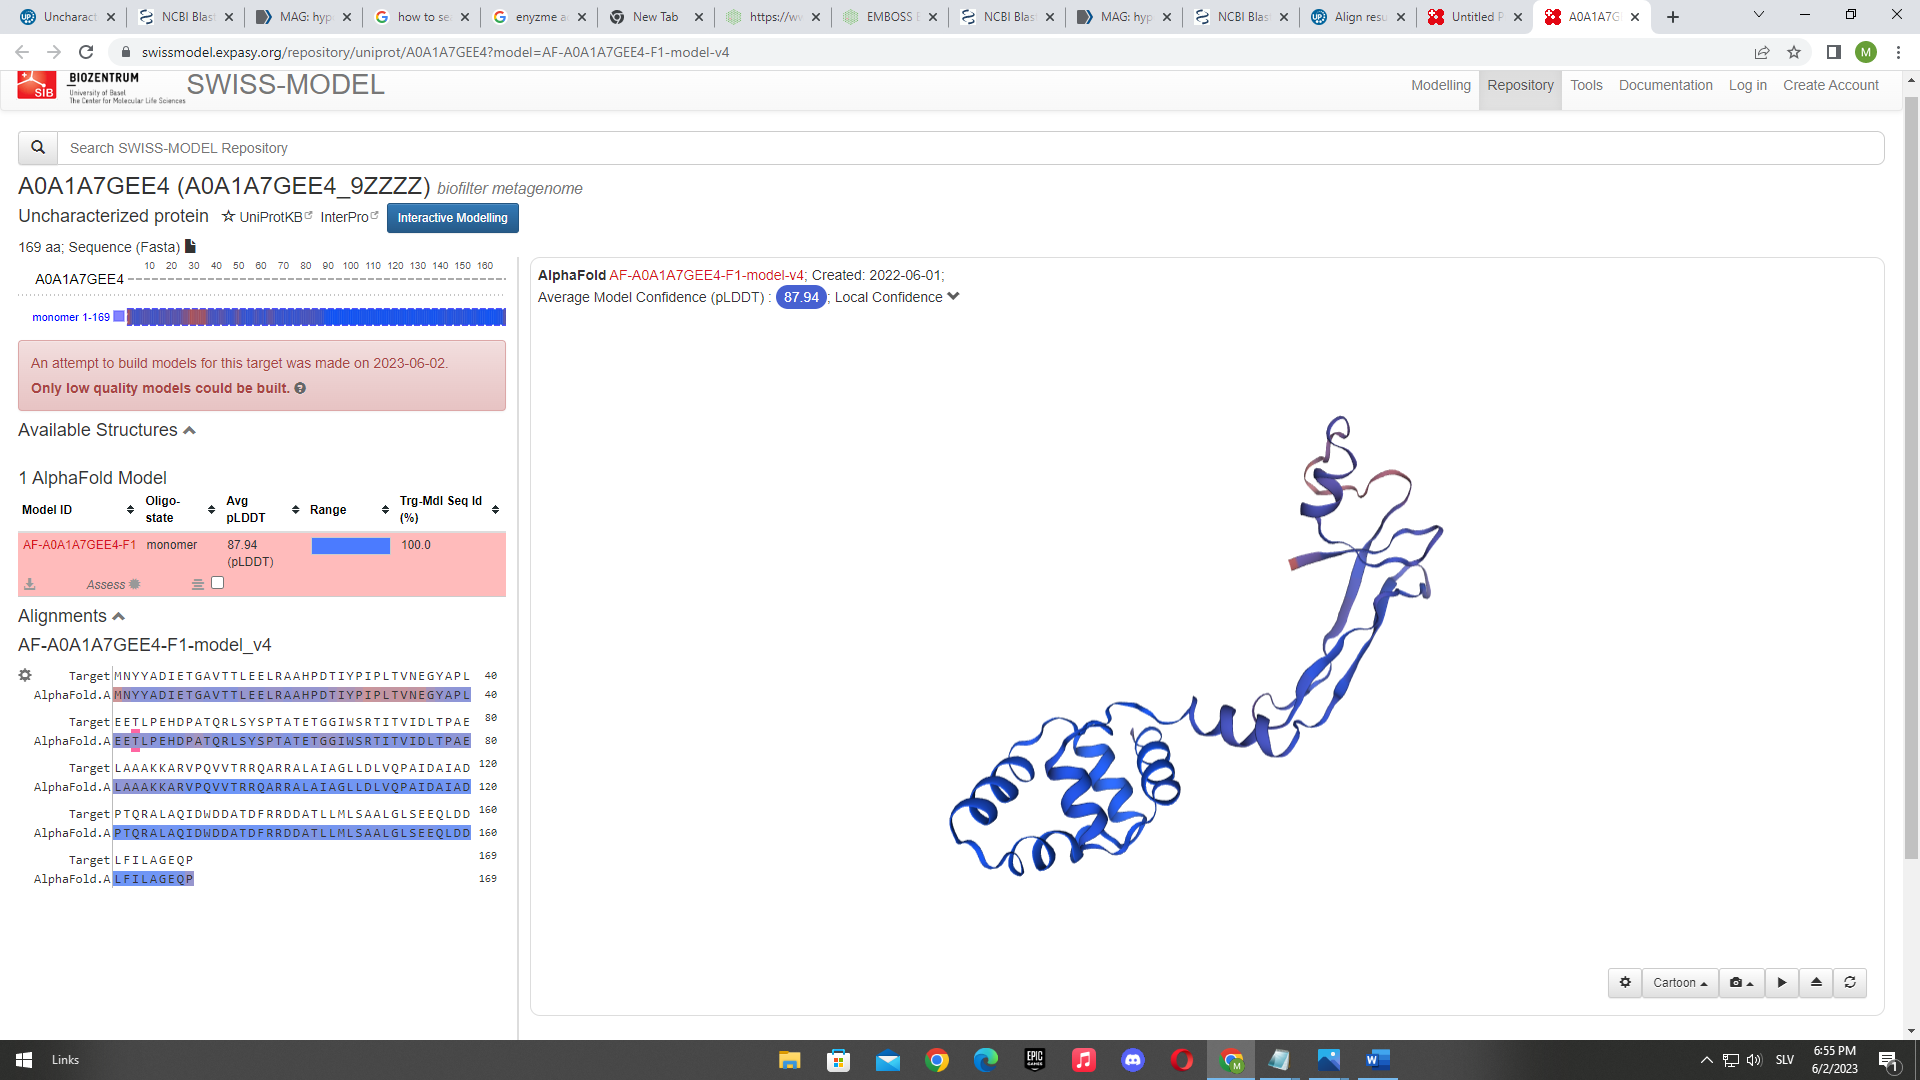 Uncharact
NCBI Blas
MAG: hyp
how to se
enyzme a
New Tab
https://w
EMBOSS
NCBI Blas
MAG: hyp
NCBI Blas
Align resu
Untitled P
A0A1A7G
swissmodel.expasy.org/repository/uniprot/A0A1A7GEE4?model=AF-A0A1A7GEE4-F1-model-v4
M
SIB
BIOZENTRUM
University of Basel
The Center for Molecular Life Sciences
SWISS-MODEL
Modelling
Repository
Tools
Documentation
Log in
Create Account
Search SWISS-MODEL Repository
A0A1A7GEE4 (A0A1A7GEE4_9ZZZZ) biofilter metagenome
Uncharacterized protein UniProtKB InterPro Interactive Modelling
169 aa; Sequence (Fasta)
10 20 30 40 50 60 70 80 90 100 110 120 130 140 150 160
A0A1A7GEE4
monomer 1-169
An attempt to build models for this target was made on 2023-06-02.
Only low quality models could be built.
Available Structures
1 AlphaFold Model
Model ID
Oligo-
state
Avg
pLDDT
Range
Trg-Mdl Seq Id
(%)
AF-A0A1A7GEE4-F1 monomer 87.94
(pLDDT)
100.0
Assess
Alignments
AF-A0A1A7GEE4-F1-model_v4
Target MNYYADIETGAVTTLEELRAAHPDTIYPIPLTVNEGYAPL 40
AlphaFold.A MNYYADIETGAVTTLEELRAAHPDTIYPIPLTVNEGYAPL 40
Target EETLPEHDPATQRLSYSPTATETGGIWSRTITVIDLTPAE 80
AlphaFold.A EETLPEHDPATQRLSYSPTATETGGIWSRTITVIDLTPAE 80
Target LAAAKKARVPQVVTRRQARRALAIAGLLDLVQPAIDAIAD 120
AlphaFold.A LAAAKKARVPQVVTRRQARRALAIAGLLDLVQPAIDAIAD 120
Target PTQRALAQIDWDDATDFRRDDATLLMLSAALGLSEEQLDD 160
AlphaFold.A PTQRALAQIDWDDATDFRRDDATLLMLSAALGLSEEQLDD 160
Target LFILAGEQP 169
AlphaFold.A LFILAGEQP 169
AlphaFold AF-A0A1A7GEE4-F1-model-v4; Created: 2022-06-01;
Average Model Confidence (pLDDT) : 87.94; Local Confidence
Cartoon
Links
EPIC
GAMES
M
SLV
6:55 PM
6/2/2023
1